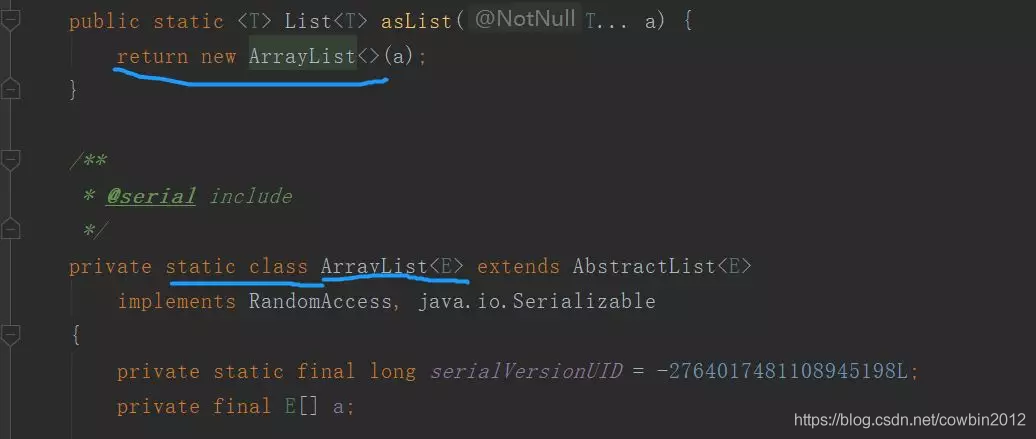 public static <T> List<T> asList( @NotNull T... a) {
return new ArrayList<>(a);
}
/**
* @serial include
*/
private static class ArrayList<E> extends AbstractList<E>
implements RandomAccess, java.io.Serializable
{
private static final long serialVersionUID = -2764017481108945198L;
private final E[] a;
https://blog.csdn.net/cowbin2012